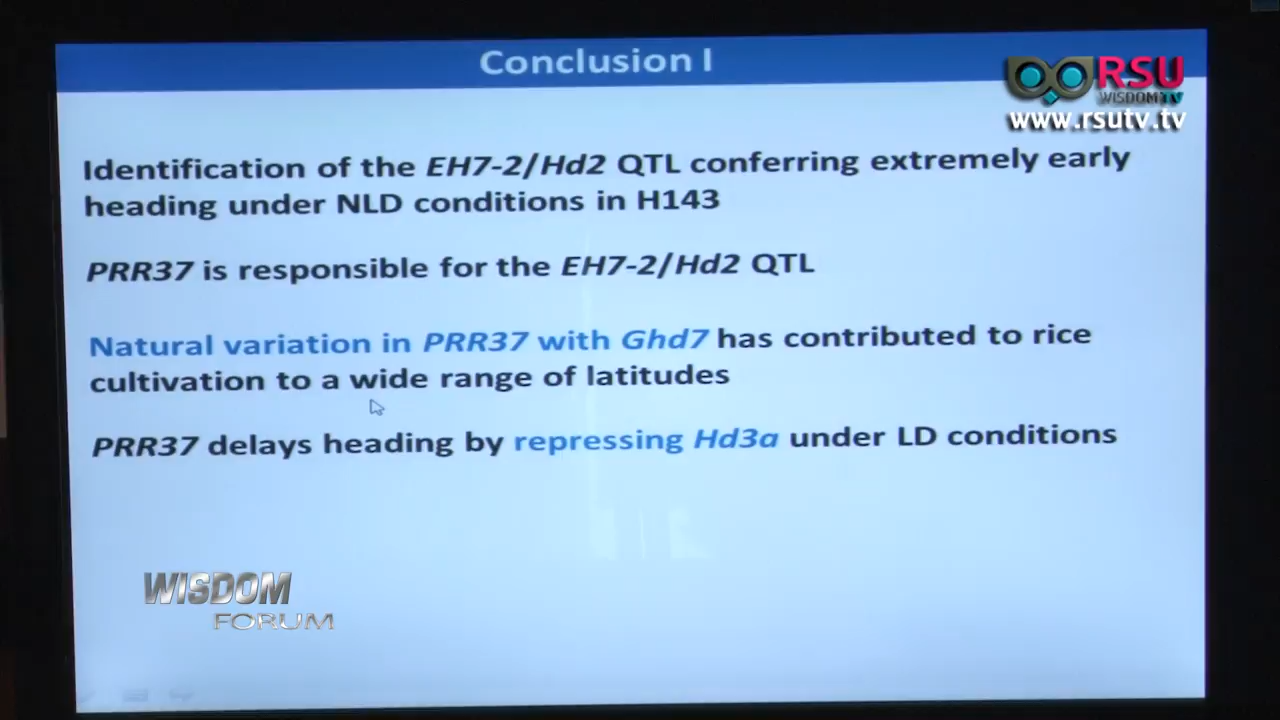 Conclusion I
RSU
WISDOM TV
www.rsutv.tv
Identification of the EH7-2/Hd2 QTL conferring extremely early
heading under NLD conditions in H143
PRR37 is responsible for the EH7-2/Hd2 QTL
Natural variation in PRR37 with Ghd7 has contributed to rice
cultivation to a wide range of latitudes
PRR37 delays heading by repressing Hd3a under LD conditions
WISDOM
FORUM